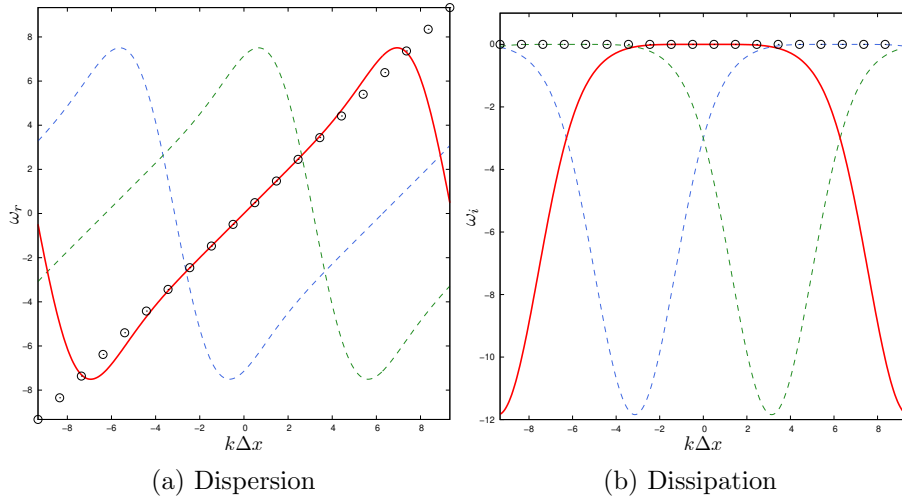 8
6
4
2
0
−2
−4
−6
−8
ω_r
−8 −6 −4 −2 0 2 4 6 8
kΔx
(a) Dispersion
0
−2
−4
−6
−8
−10
−12
ω_i
−8 −6 −4 −2 0 2 4 6 8
kΔx
(b) Dissipation